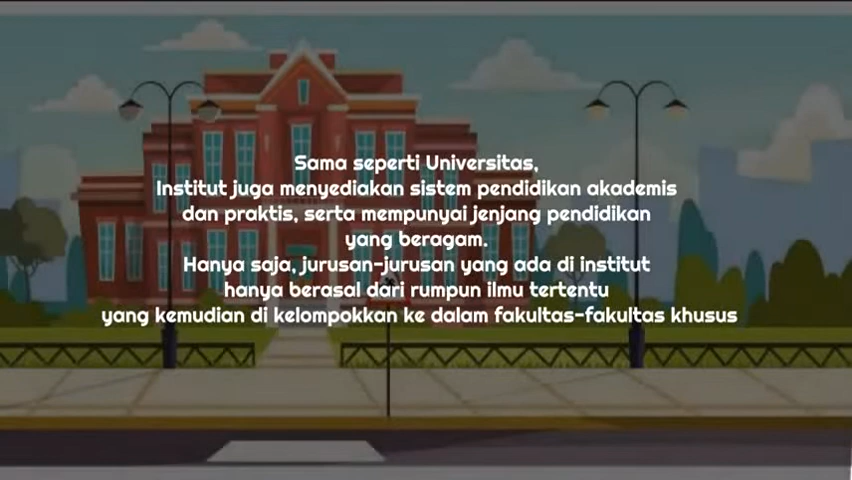 Sama seperti Universitas,
Institut juga menyediakan sistem pendidikan akademis
dan praktis, serta mempunyai jenjang pendidikan
yang beragam.
Hanya saja, jurusan-jurusan yang ada di institut
hanya berasal dari rumpun ilmu tertentu
yang kemudian di kelompokkan ke dalam fakultas-fakultas khusus